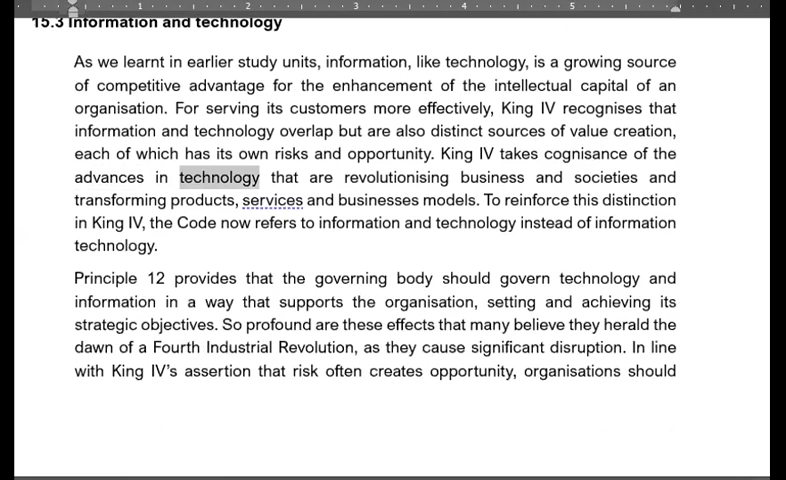 1 2 3 4 5
15.3 Information and technology
As we learnt in earlier study units, information, like technology, is a growing source
of competitive advantage for the enhancement of the intellectual capital of an
organisation. For serving its customers more effectively, King IV recognises that
information and technology overlap but are also distinct sources of value creation,
each of which has its own risks and opportunity. King IV takes cognisance of the
advances in technology that are revolutionising business and societies and
transforming products, services and businesses models. To reinforce this distinction
in King IV, the Code now refers to information and technology instead of information
technology.
Principle 12 provides that the governing body should govern technology and
information in a way that supports the organisation, setting and achieving its
strategic objectives. So profound are these effects that many believe they herald the
dawn of a Fourth Industrial Revolution, as they cause significant disruption. In line
with King IV’s assertion that risk often creates opportunity, organisations should